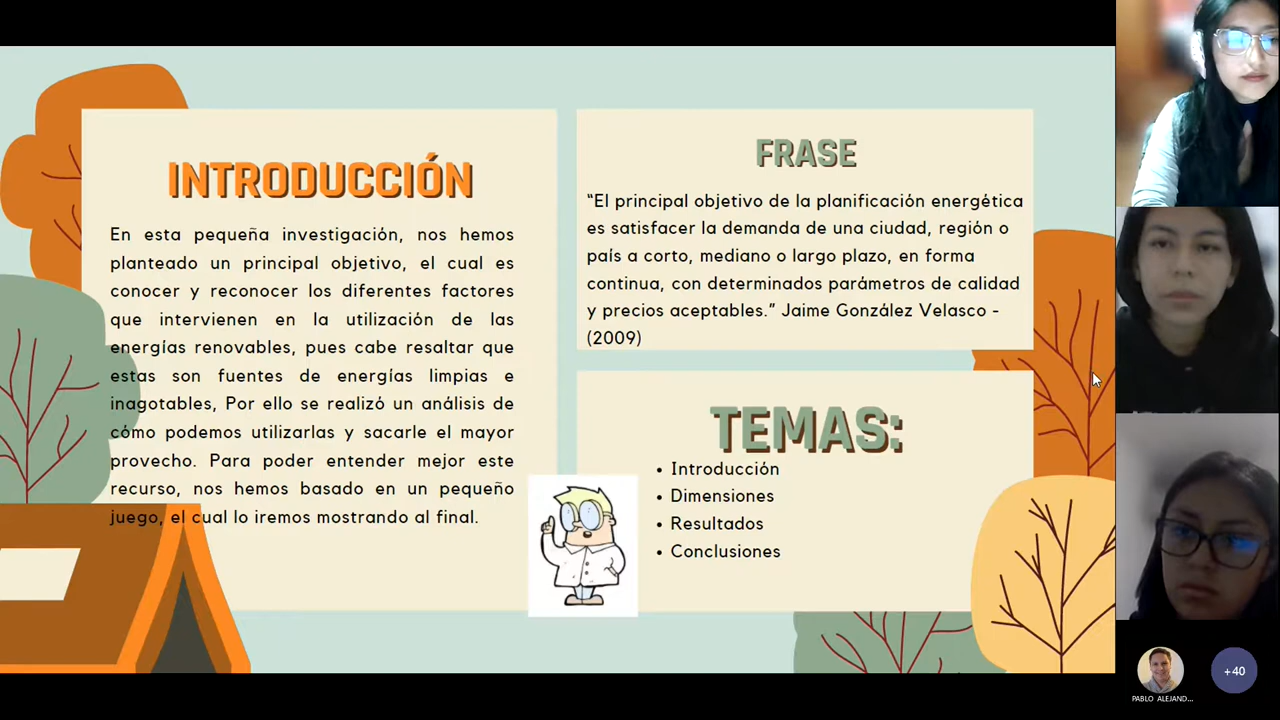 INTRODUCCIÓN
En esta pequeña investigación, nos hemos
planteado un principal objetivo, el cual es
conocer y reconocer los diferentes factores
que intervienen en la utilización de las
energías renovables, pues cabe resaltar que
estas son fuentes de energías limpias e
inagotables, Por ello se realizó un análisis de
cómo podemos utilizarlas y sacarle el mayor
provecho. Para poder entender mejor este
recurso, nos hemos basado en un pequeño
juego, el cual lo iremos mostrando al final.
FRASE
“El principal objetivo de la planificación energética
es satisfacer la demanda de una ciudad, región o
país a corto, mediano o largo plazo, en forma
continua, con determinados parámetros de calidad
y precios aceptables.” Jaime González Velasco -
(2009)
TEMAS:
• Introducción
• Dimensiones
• Resultados
• Conclusiones
PABLO ALEJAND...
+40